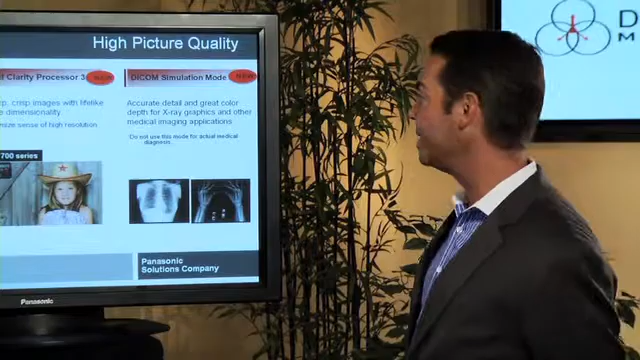 High Picture Quality
Clarity Processor 3
crisp, crisp images with lifelike
dimensionality
sense of high resolution
700 series
DICOM Simulation Mode
Accurate detail and great color
depth for X-ray graphics and other
medical imaging applications
Do not use this mode for actual medical
diagnosis.
Panasonic
Solutions Company
Panasonic
D
M